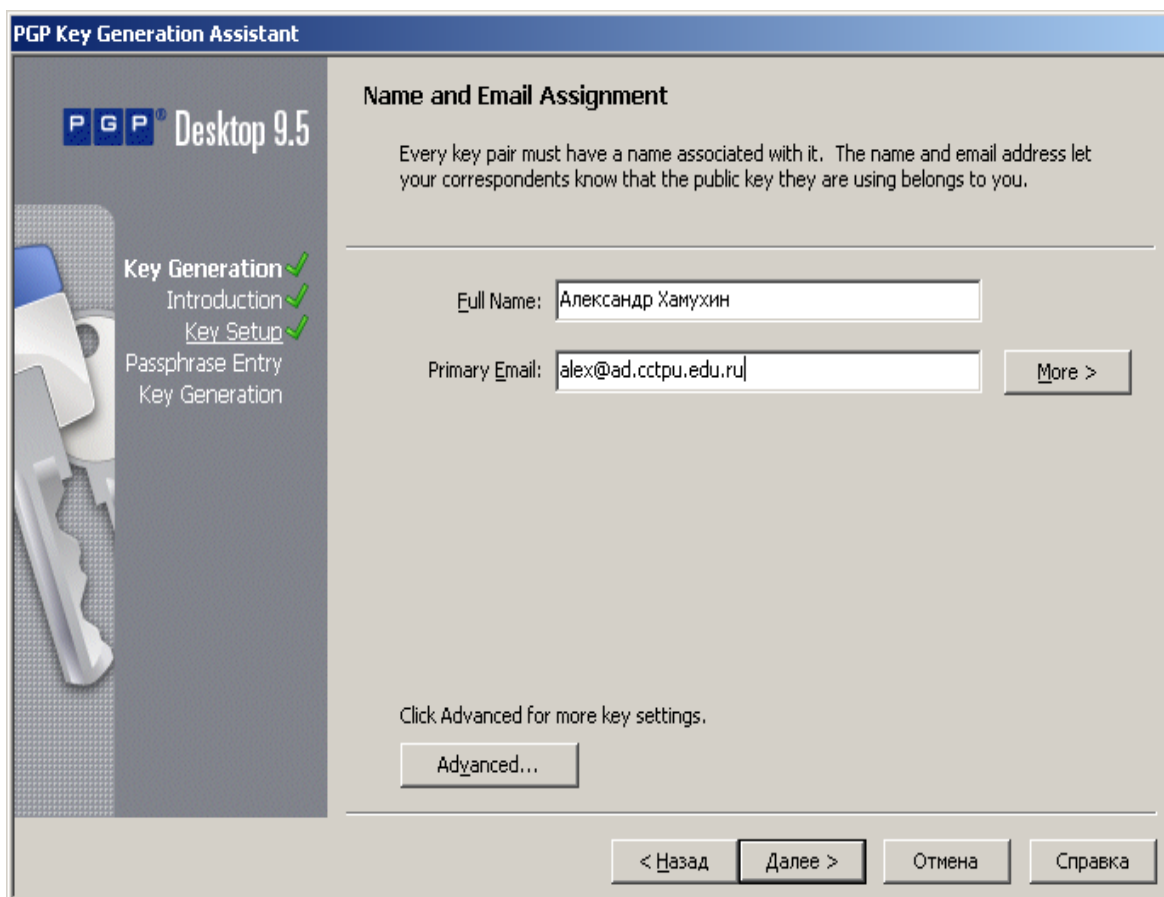 PGP Key Generation Assistant
PGP® Desktop 9.5
Key Generation
Introduction
Key Setup
Passphrase Entry
Key Generation
Name and Email Assignment
Every key pair must have a name associated with it. The name and email address let
your correspondents know that the public key they are using belongs to you.
Full Name: Александр Хамухин
Primary Email: alex@ad.cctpu.edu.ru More >
Click Advanced for more key settings.
Advanced...
< Назад Далее > Отмена Справка